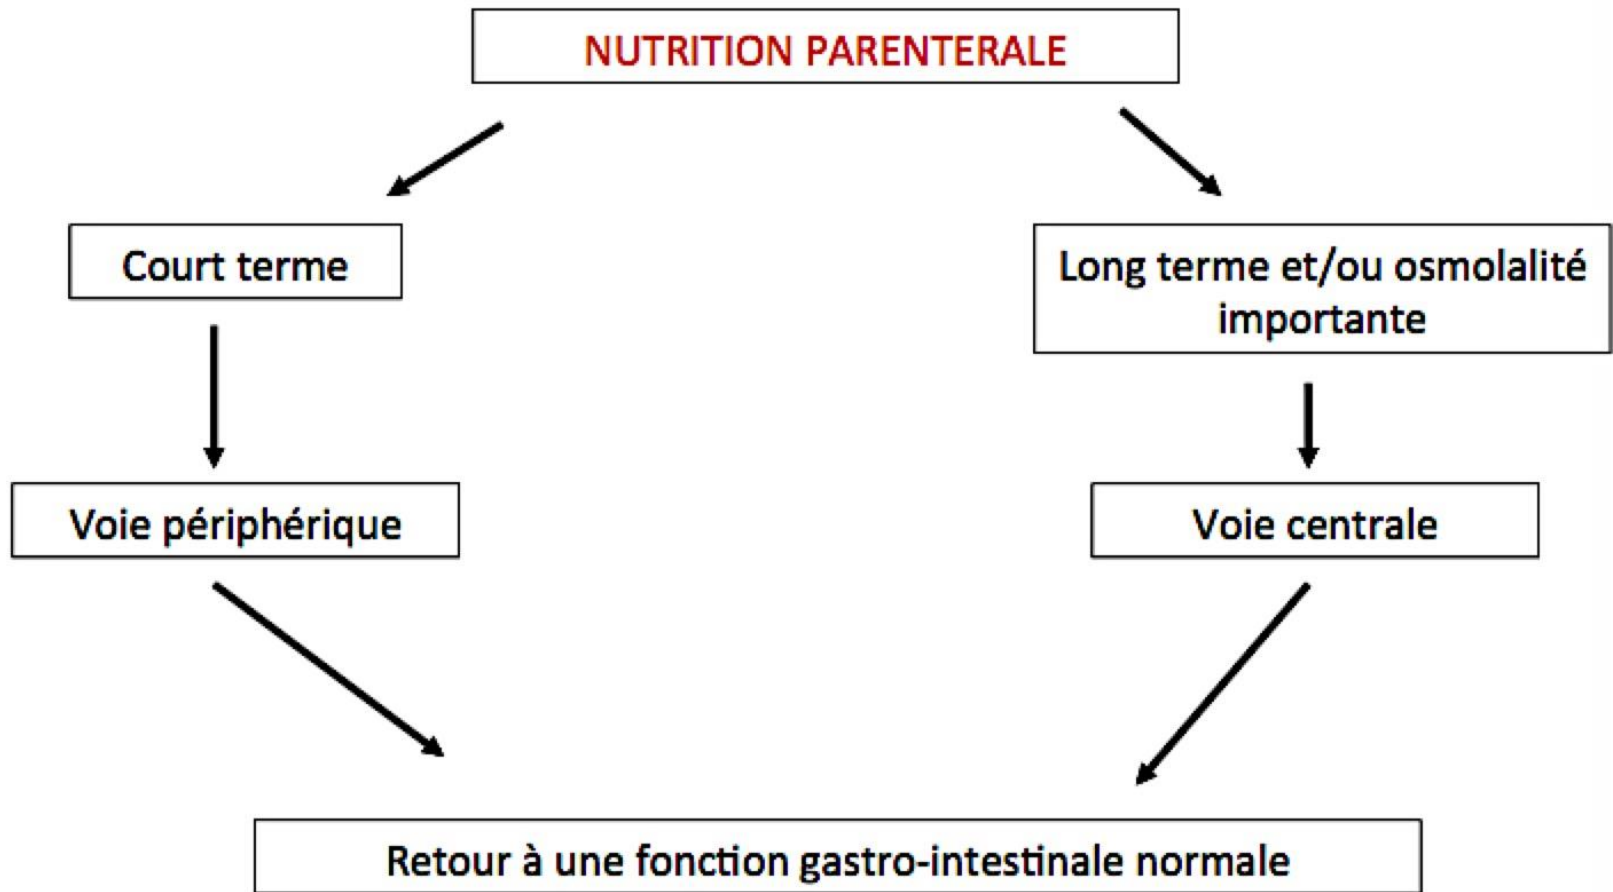 NUTRITION PARENTERALE
Court terme
Long terme et/ou osmolalité
importante
Voie périphérique
Voie centrale
Retour à une fonction gastro-intestinale normale